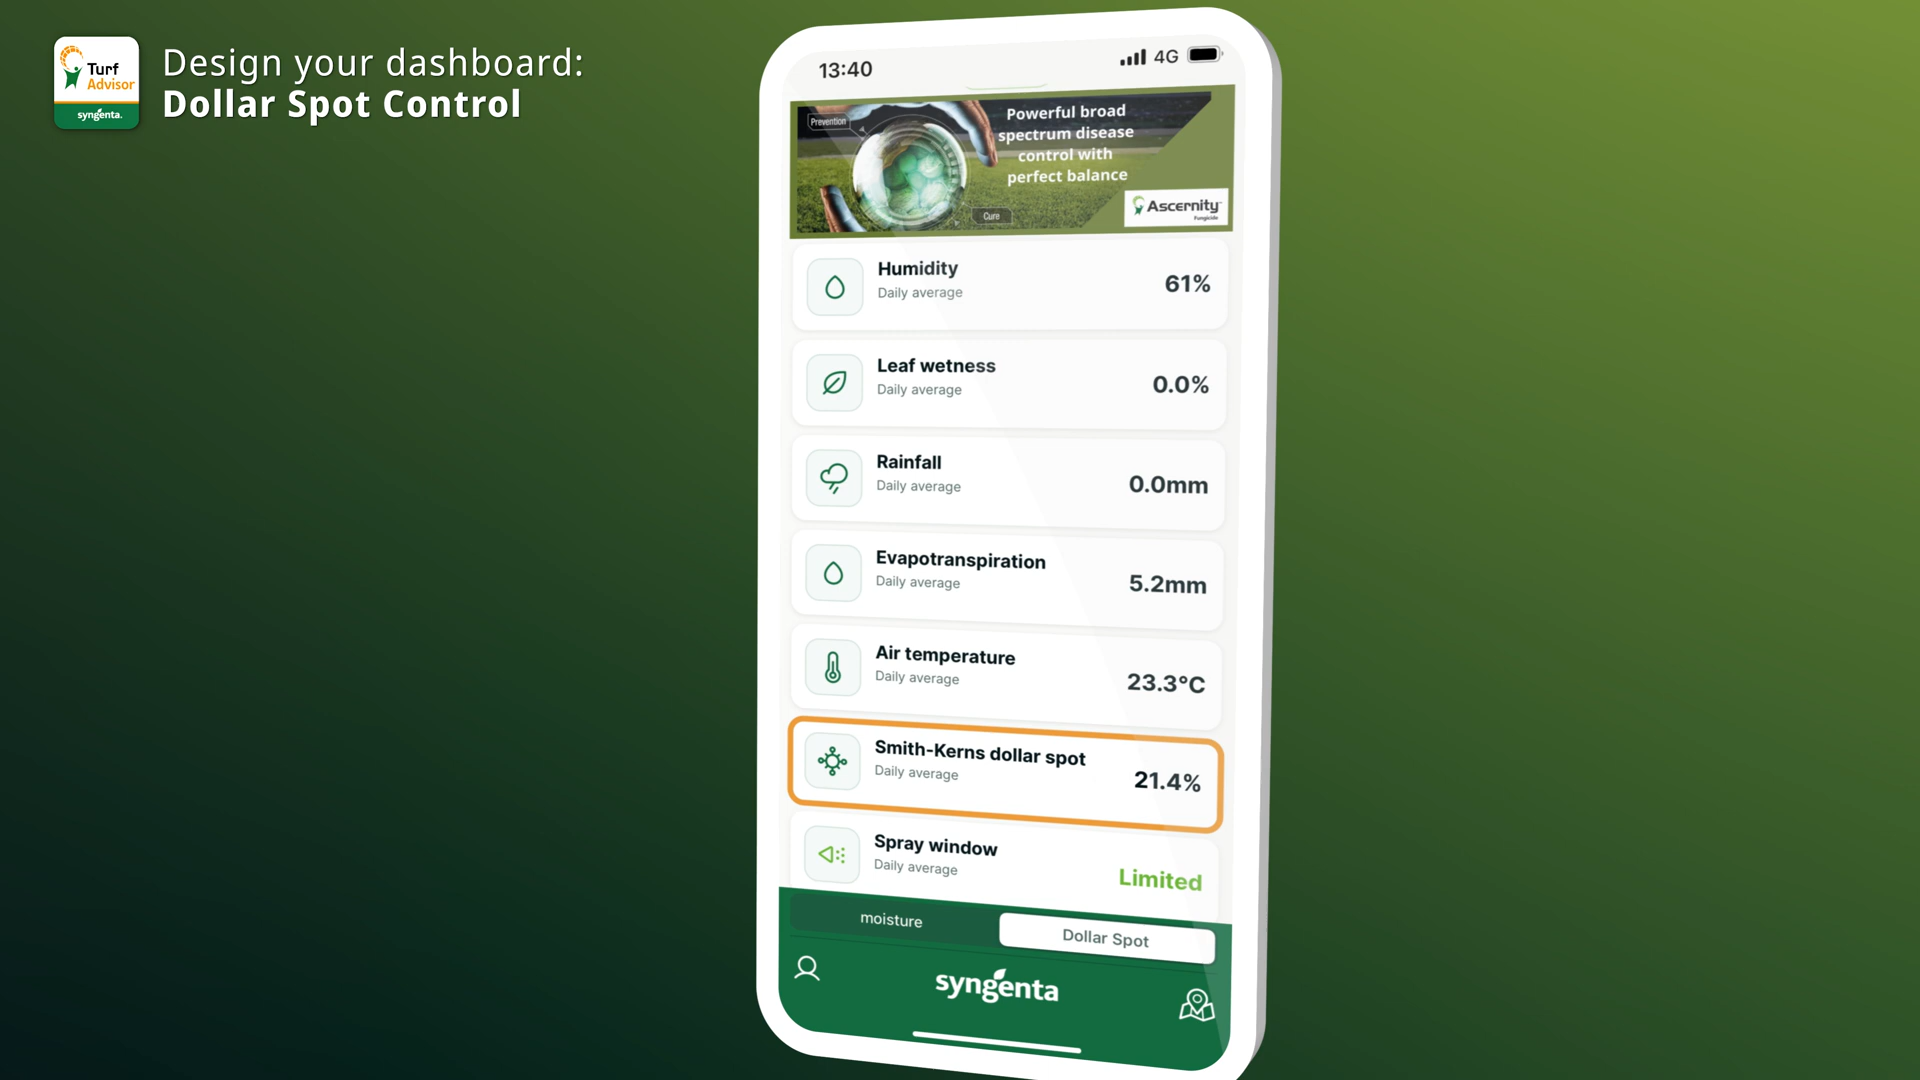 Turf
Advisor
syngenta.
Design your dashboard:
Dollar Spot Control
13:40
4G
Prevention
Powerful broad
spectrum disease
control with
perfect balance
Cure
Ascernity
Fungicide
Humidity
Daily average
61%
Leaf wetness
Daily average
0.0%
Rainfall
Daily average
0.0mm
Evapotranspiration
Daily average
5.2mm
Air temperature
Daily average
23.3°C
Smith-Kerns dollar spot
Daily average
21.4%
Spray window
Daily average
Limited
moisture
Dollar Spot
syngenta